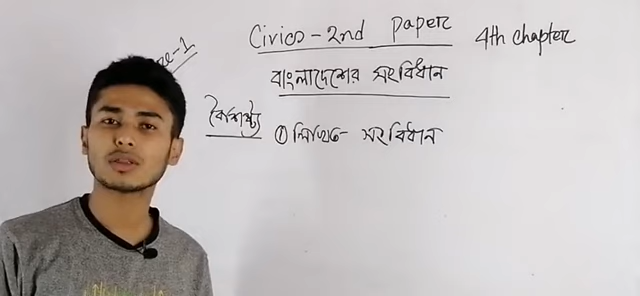 Civics - 2nd Paper 4th chapter
বাংলাদেশের সংবিধান
বৈশিষ্ট্য ① লিখিত সংবিধান